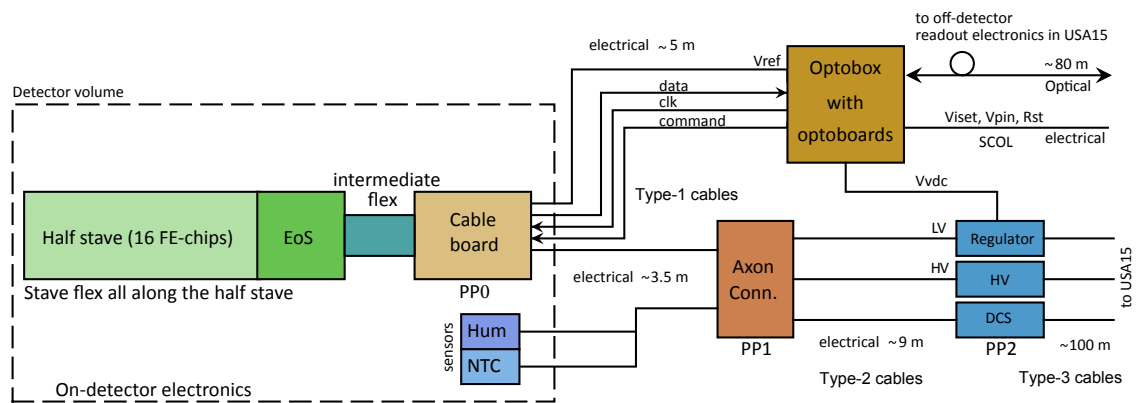 to off-detector
readout electronics in USA15
electrical ~ 5 m
Vref
Optobox
with
optoboards
~80 m
Optical
Detector volume
data
clk
command
Viset, Vpin, Rst
SCOL
electrical
intermediate
flex
Type-1 cables
Vvdc
Half stave (16 FE-chips)
EoS
Cable
board
Axon
Conn.
LV
Regulator
HV
HV
DCS
to USA15
Stave flex all along the half stave
PP0
electrical ~3.5 m
sensors
Hum
NTC
PP1
electrical ~9 m
PP2
~100 m
Type-2 cables
Type-3 cables
On-detector electronics